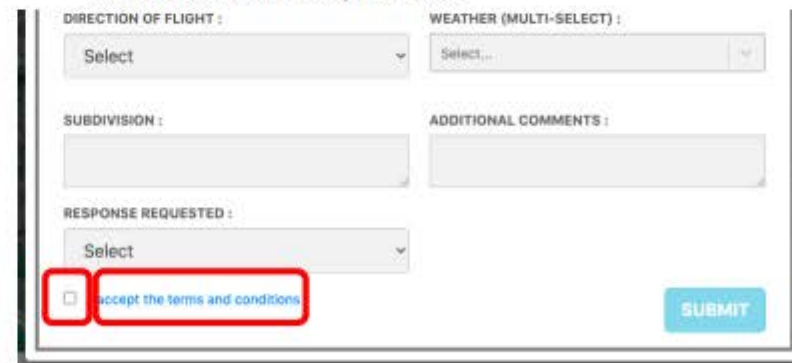 DIRECTION OF FLIGHT :
WEATHER (MULTI-SELECT) :
Select
Select...
SUBDIVISION :
ADDITIONAL COMMENTS :
RESPONSE REQUESTED :
Select
accept the terms and conditions
SUBMIT